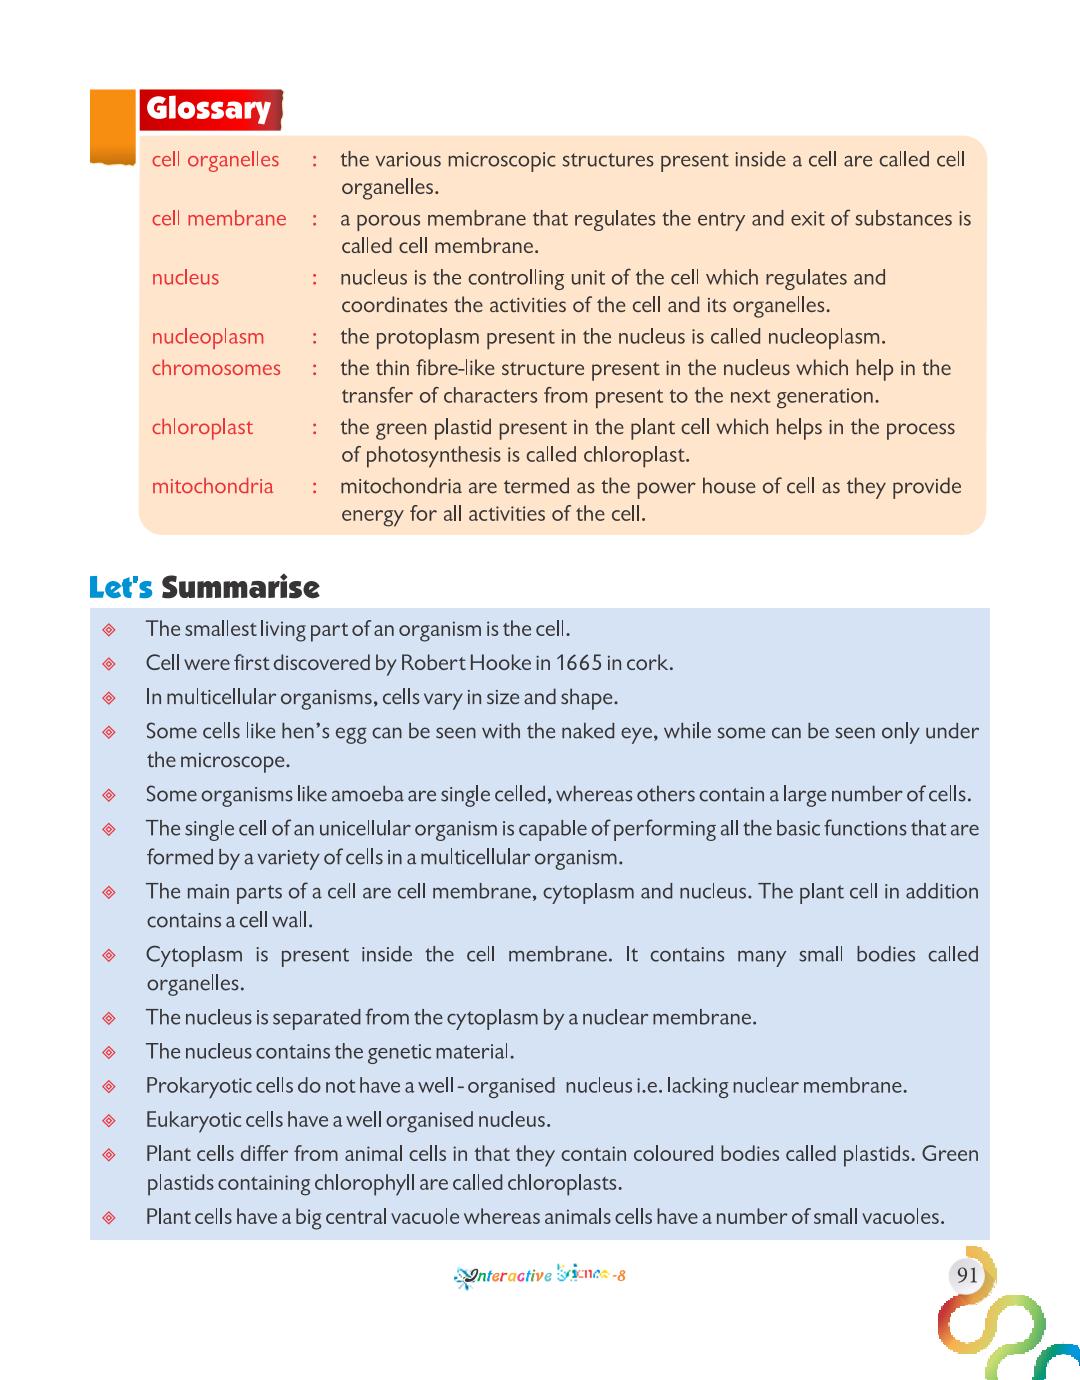 Glossary
cell organelles : the various microscopic structures present inside a cell are called cell
organelles.
cell membrane : a porous membrane that regulates the entry and exit of substances is
called cell membrane.
nucleus : nucleus is the controlling unit of the cell which regulates and
coordinates the activities of the cell and its organelles.
nucleoplasm : the protoplasm present in the nucleus is called nucleoplasm.
chromosomes : the thin fibre-like structure present in the nucleus which help in the
transfer of characters from present to the next generation.
chloroplast : the green plastid present in the plant cell which helps in the process
of photosynthesis is called chloroplast.
mitochondria : mitochondria are termed as the power house of cell as they provide
energy for all activities of the cell.
Let's Summarise
The smallest living part of an organism is the cell.
Cell were first discovered by Robert Hooke in 1665 in cork.
In multicellular organisms, cells vary in size and shape.
Some cells like hen's egg can be seen with the naked eye, while some can be seen only under
the microscope.
Some organisms like amoeba are single celled, whereas others contain a large number of cells.
The single cell of an unicellular organism is capable of performing all the basic functions that are
formed by a variety of cells in a multicellular organism.
The main parts of a cell are cell membrane, cytoplasm and nucleus. The plant cell in addition
contains a cell wall.
Cytoplasm is present inside the cell membrane. It contains many small bodies called
organelles.
The nucleus is separated from the cytoplasm by a nuclear membrane.
The nucleus contains the genetic material.
Prokaryotic cells do not have a well - organised nucleus i.e. lacking nuclear membrane.
Eukaryotic cells have a well organised nucleus.
Plant cells differ from animal cells in that they contain coloured bodies called plastids. Green
plastids containing chlorophyll are called chloroplasts.
Plant cells have a big central vacuole whereas animals cells have a number of small vacuoles.
Interactive Science-8
91